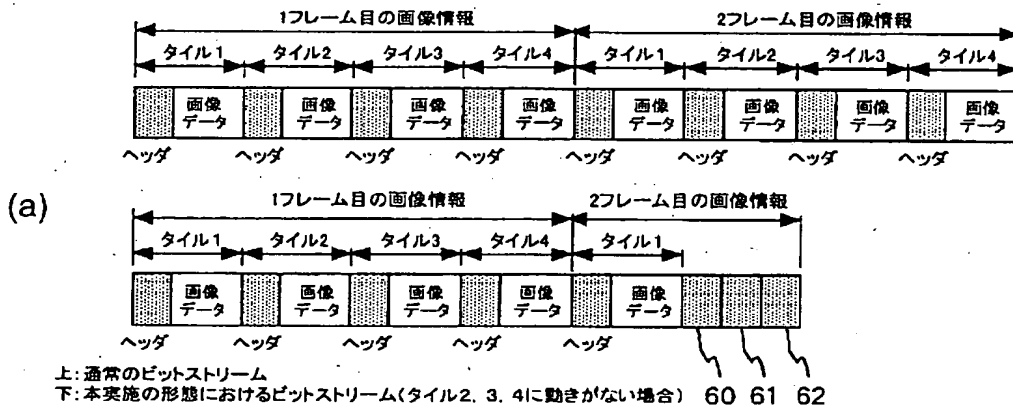 1フレーム目の画像情報 2フレーム目の画像情報
タイル1 タイル2 タイル3 タイル4 タイル1 タイル2 タイル3 タイル4
画像データ 画像データ 画像データ 画像データ 画像データ 画像データ 画像データ 画像データ
ヘッダ ヘッダ ヘッダ ヘッダ ヘッダ ヘッダ ヘッダ ヘッダ
(a)
1フレーム目の画像情報 2フレーム目の画像情報
タイル1 タイル2 タイル3 タイル4 タイル1
画像データ 画像データ 画像データ 画像データ 画像データ
ヘッダ ヘッダ ヘッダ ヘッダ ヘッダ
上:通常のビットストリーム
下:本実施の形態におけるビットストリーム(タイル2, 3, 4に動きがない場合) 60 61 62